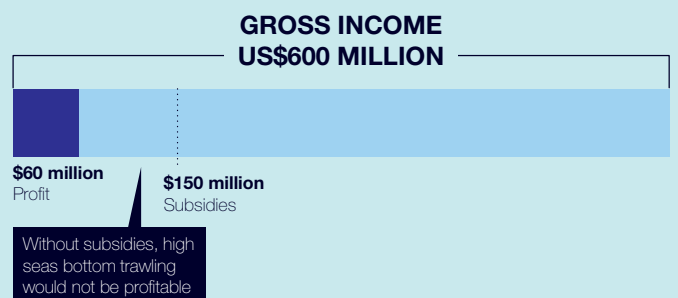 GROSS INCOME
US$600 MILLION
$60 million
Profit
$150 million
Subsidies
Without subsidies, high
seas bottom trawling
would not be profitable